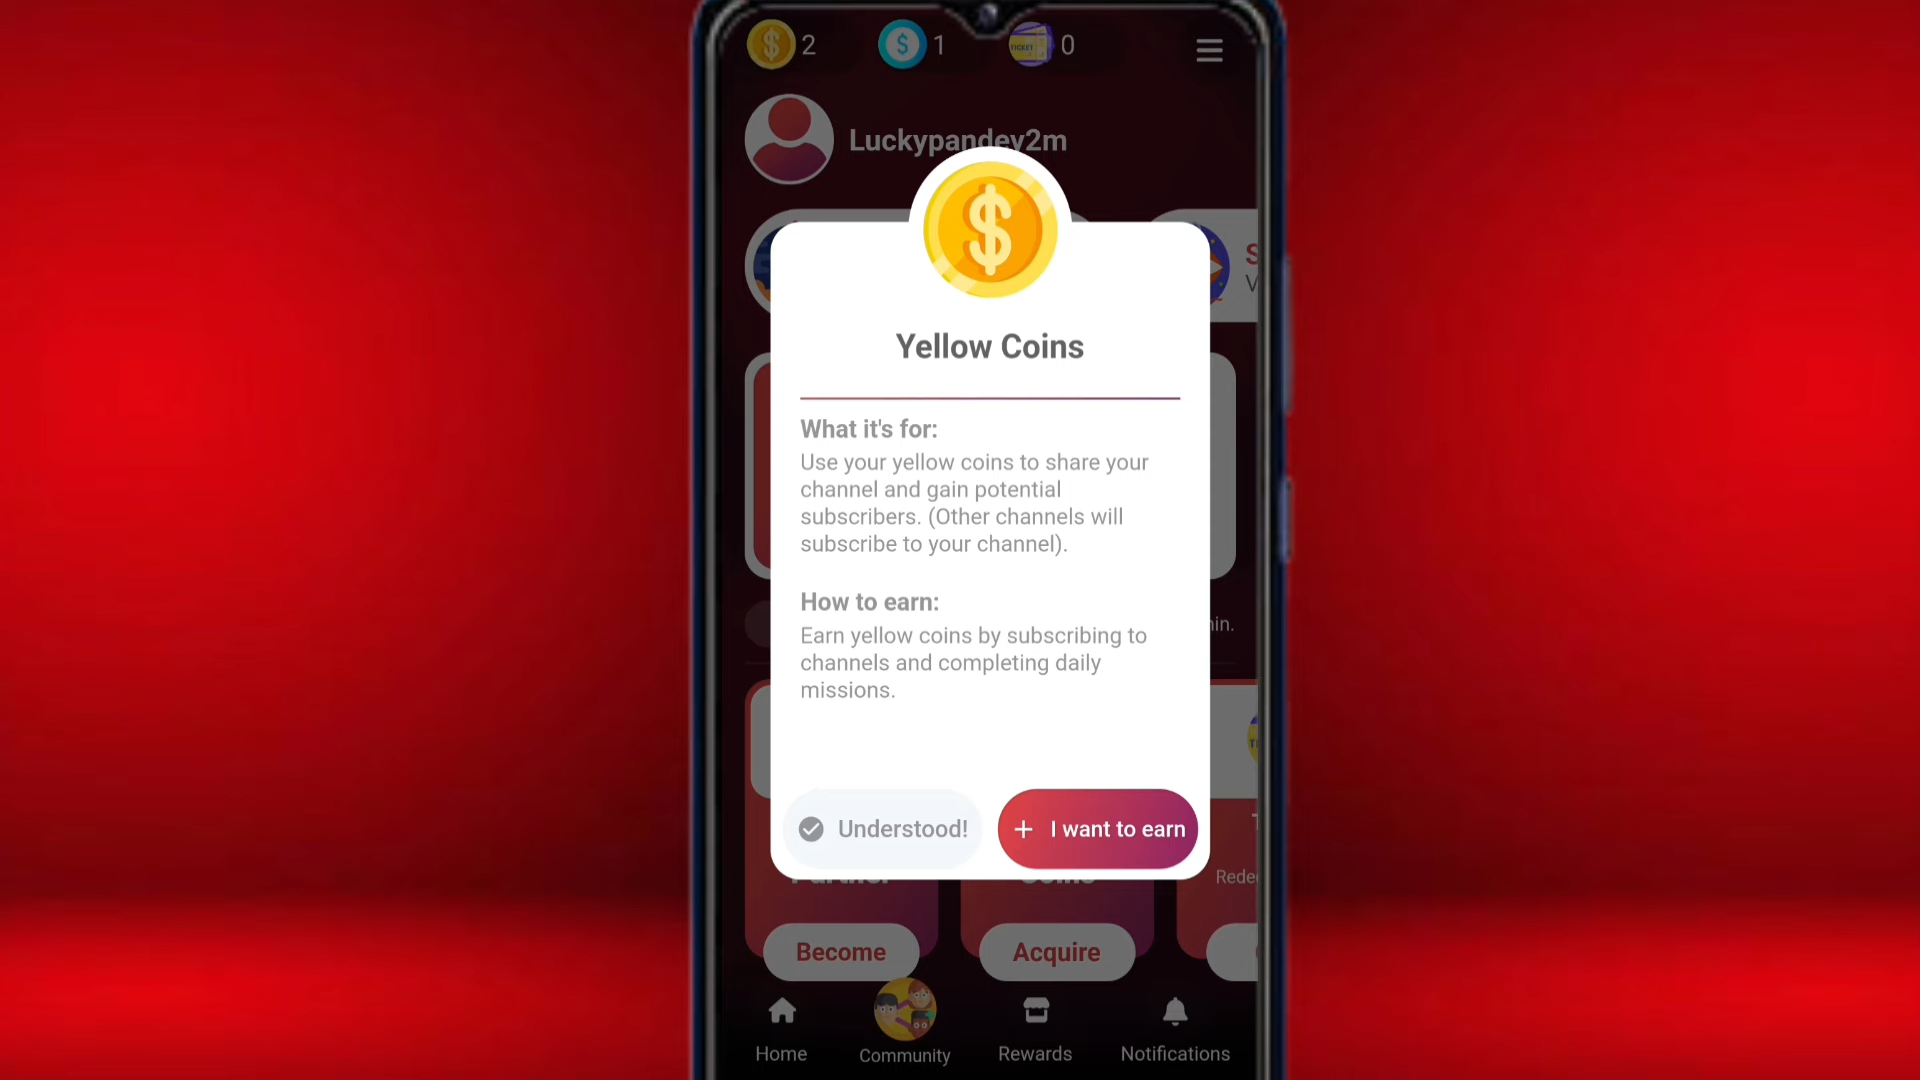 2
1
TICKET
0
Luckypandey2m
Yellow Coins
What it's for:
Use your yellow coins to share your
channel and gain potential
subscribers. (Other channels will
subscribe to your channel).
How to earn:
Earn yellow coins by subscribing to
channels and completing daily
missions.
Understood!
+ I want to earn
Become
Acquire
Home
Community
Rewards
Notifications